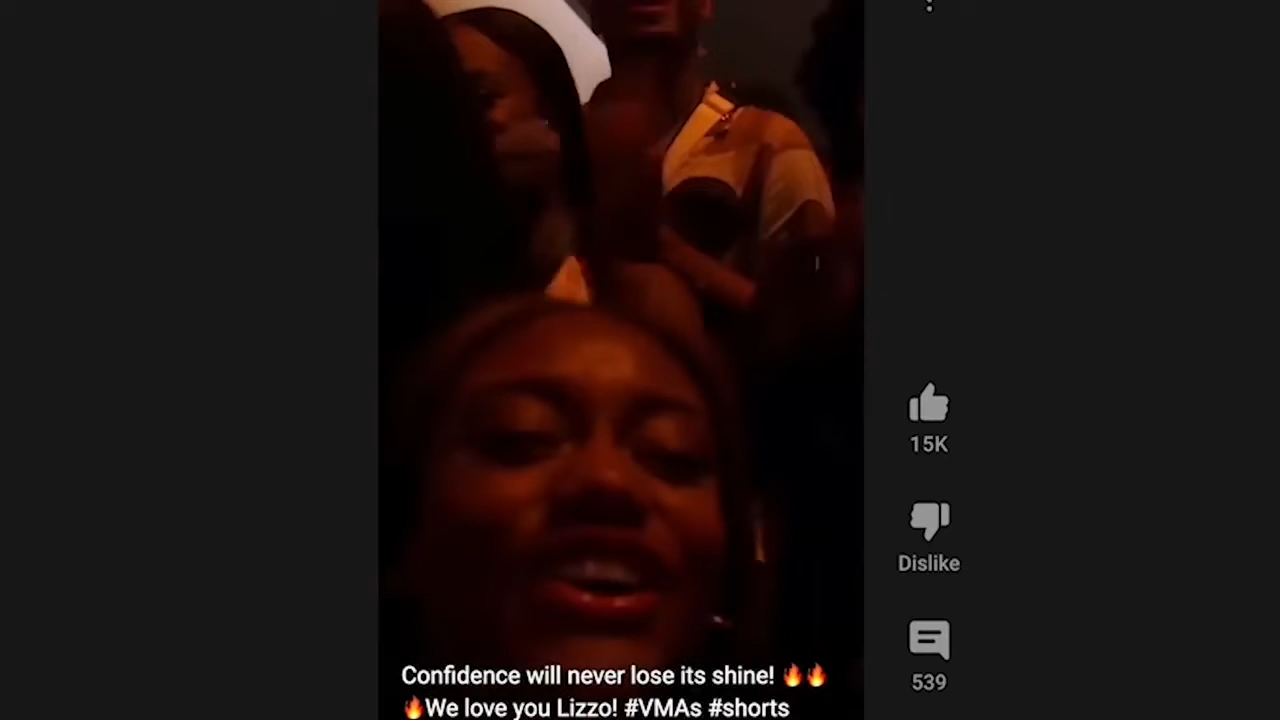 15K
Dislike
539
Confidence will never lose its shine! 🔥🔥
🔥We love you Lizzo! #VMAs #shorts